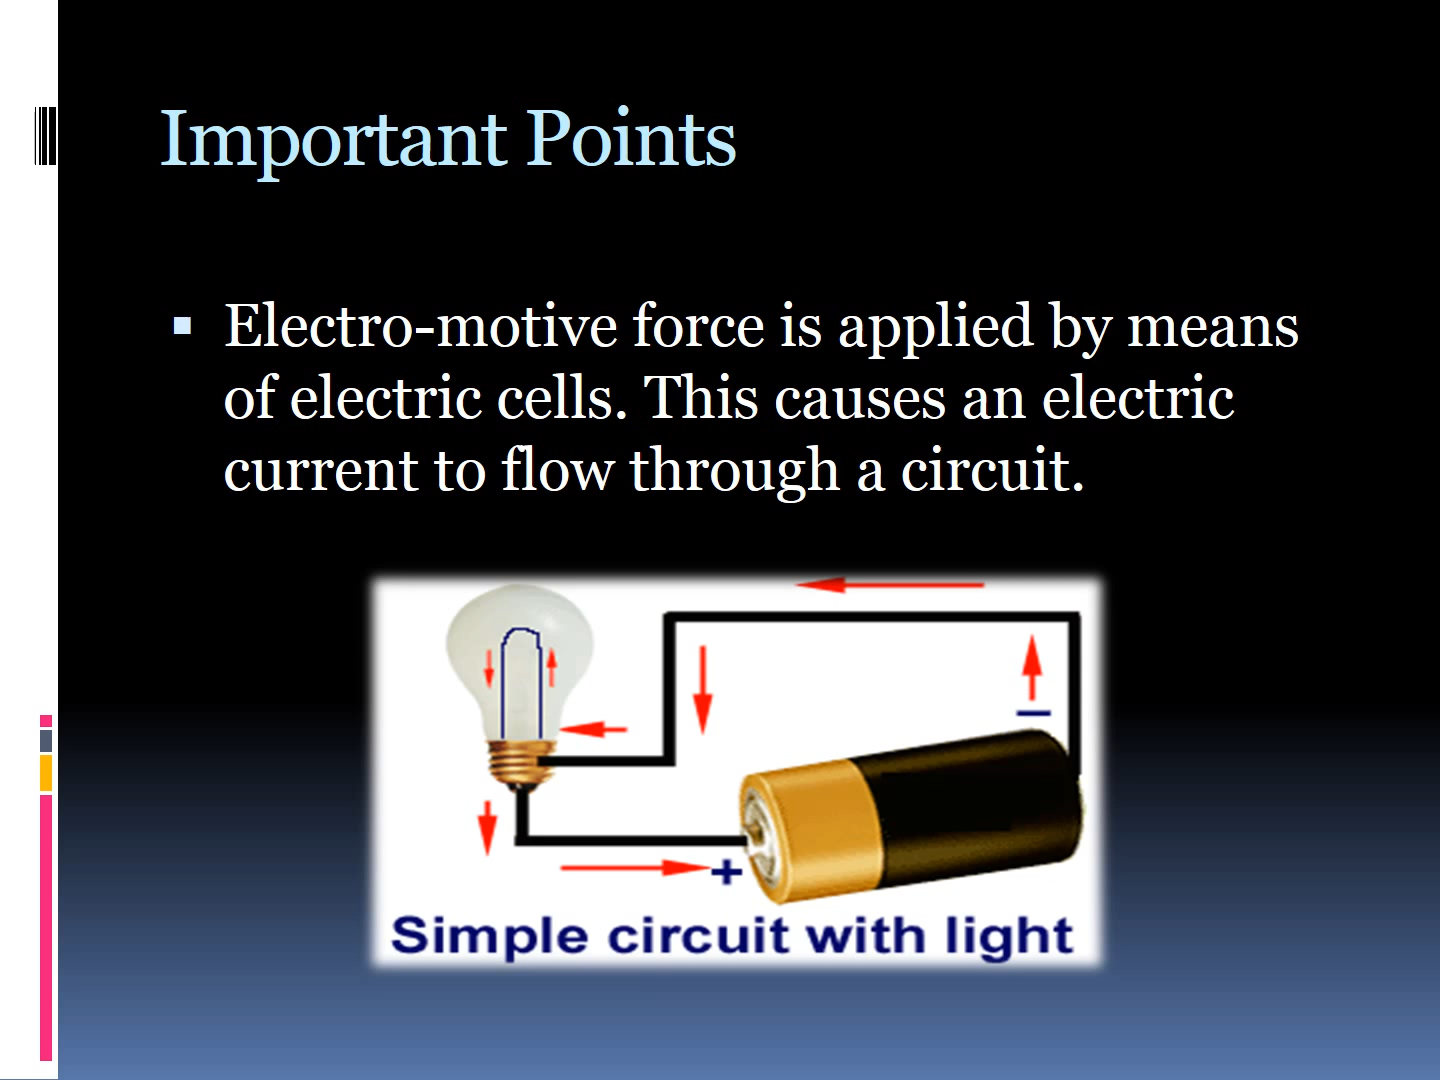 Important Points
Electro-motive force is applied by means
of electric cells. This causes an electric
current to flow through a circuit.
−
+
Simple circuit with light